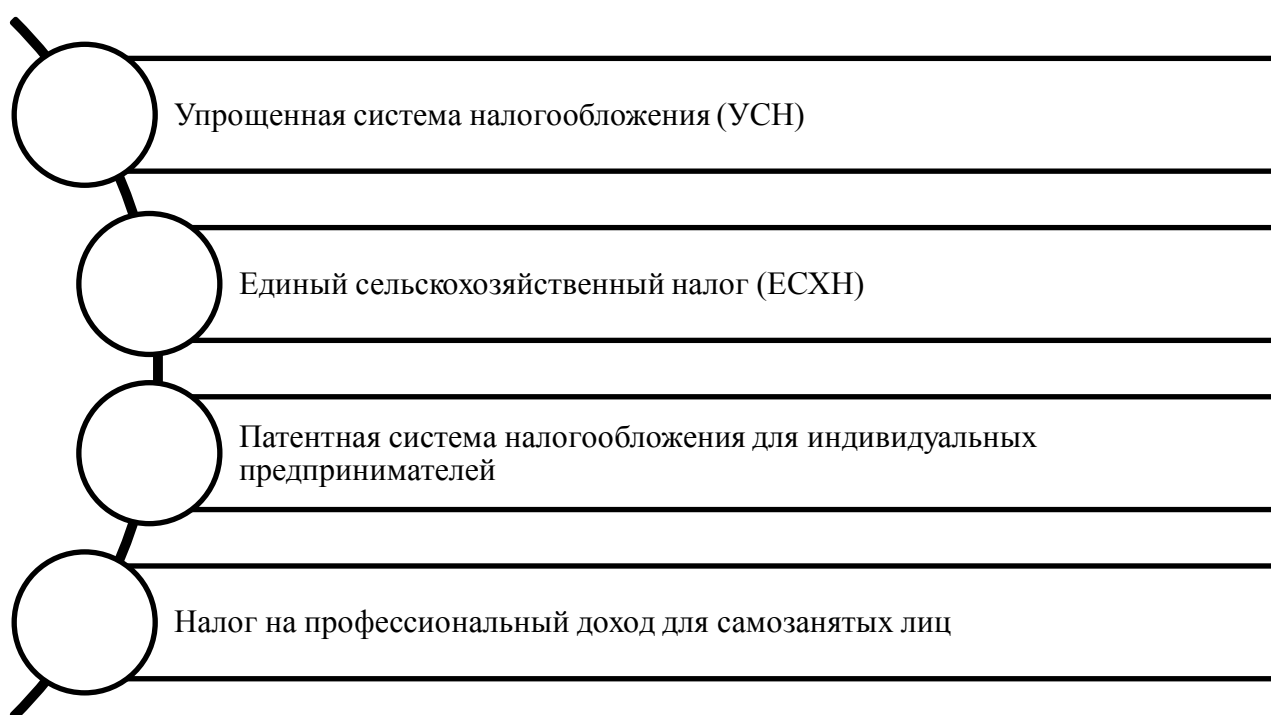 Упрощенная система налогообложения (УСН)
Единый сельскохозяйственный налог (ЕСХН)
Патентная система налогообложения для индивидуальных
предпринимателей
Налог на профессиональный доход для самозанятых лиц